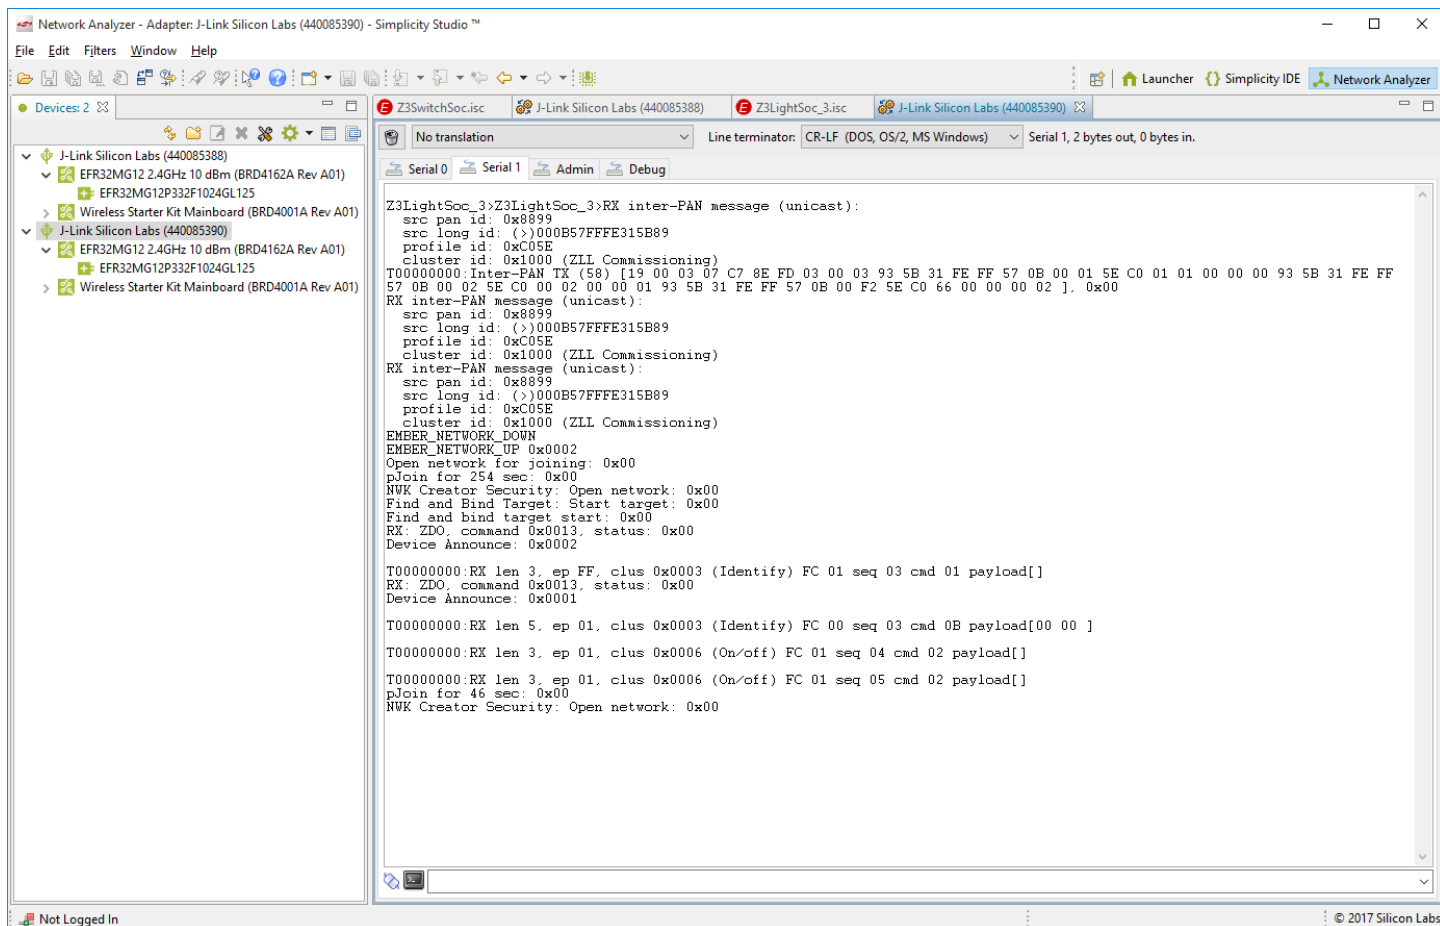 Network Analyzer - Adapter: J-Link Silicon Labs (440085390) - Simplicity Studio ™
File Edit Filters Window Help
Launcher {} Simplicity IDE Network Analyzer
Devices: 2
Z3SwitchSoc.isc J-Link Silicon Labs (440085388) Z3LightSoc_3.isc J-Link Silicon Labs (440085390)
No translation Line terminator: CR-LF (DOS, OS/2, MS Windows) Serial 1, 2 bytes out, 0 bytes in.
J-Link Silicon Labs (440085388)
EFR32MG12 2.4GHz 10 dBm (BRD4162A Rev A01)
EFR32MG12P332F1024GL125
Wireless Starter Kit Mainboard (BRD4001A Rev A01)
J-Link Silicon Labs (440085390)
EFR32MG12 2.4GHz 10 dBm (BRD4162A Rev A01)
EFR32MG12P332F1024GL125
Wireless Starter Kit Mainboard (BRD4001A Rev A01)
Serial 0 Serial 1 Admin Debug
Z3LightSoc_3>Z3LightSoc_3>RX inter-PAN message (unicast):
src pan id: 0x8899
src long id: (>)000B57FFFE315B89
profile id: 0xC05E
cluster id: 0x1000 (ZLL Commissioning)
T00000000:Inter-PAN TX (58) [19 00 03 07 C7 8E FD 03 00 03 93 5B 31 FE FF 57 0B 00 01 5E C0 01 01 00 00 00 93 5B 31 FE FF
57 0B 00 02 5E C0 00 02 00 00 01 93 5B 31 FE FF 57 0B 00 F2 5E C0 66 00 00 00 02 ], 0x00
RX inter-PAN message (unicast):
src pan id: 0x8899
src long id: (>)000B57FFFE315B89
profile id: 0xC05E
cluster id: 0x1000 (ZLL Commissioning)
RX inter-PAN message (unicast):
src pan id: 0x8899
src long id: (>)000B57FFFE315B89
profile id: 0xC05E
cluster id: 0x1000 (ZLL Commissioning)
EMBER_NETWORK_DOWN
EMBER_NETWORK_UP 0x0002
Open network for joining: 0x00
pJoin for 254 sec: 0x00
NWK Creator Security: Open network: 0x00
Find and Bind Target: Start target: 0x00
Find and bind target start: 0x00
RX: ZDO, command 0x0013, status: 0x00
Device Announce: 0x0002
T00000000:RX len 3, ep FF, clus 0x0003 (Identify) FC 01 seq 03 cmd 01 payload[]
RX: ZDO, command 0x0013, status: 0x00
Device Announce: 0x0001
T00000000:RX len 5, ep 01, clus 0x0003 (Identify) FC 00 seq 03 cmd 0B payload[00 00 ]
T00000000:RX len 3, ep 01, clus 0x0006 (On/off) FC 01 seq 04 cmd 02 payload[]
T00000000:RX len 3, ep 01, clus 0x0006 (On/off) FC 01 seq 05 cmd 02 payload[]
pJoin for 46 sec: 0x00
NWK Creator Security: Open network: 0x00
Not Logged In
© 2017 Silicon Labs